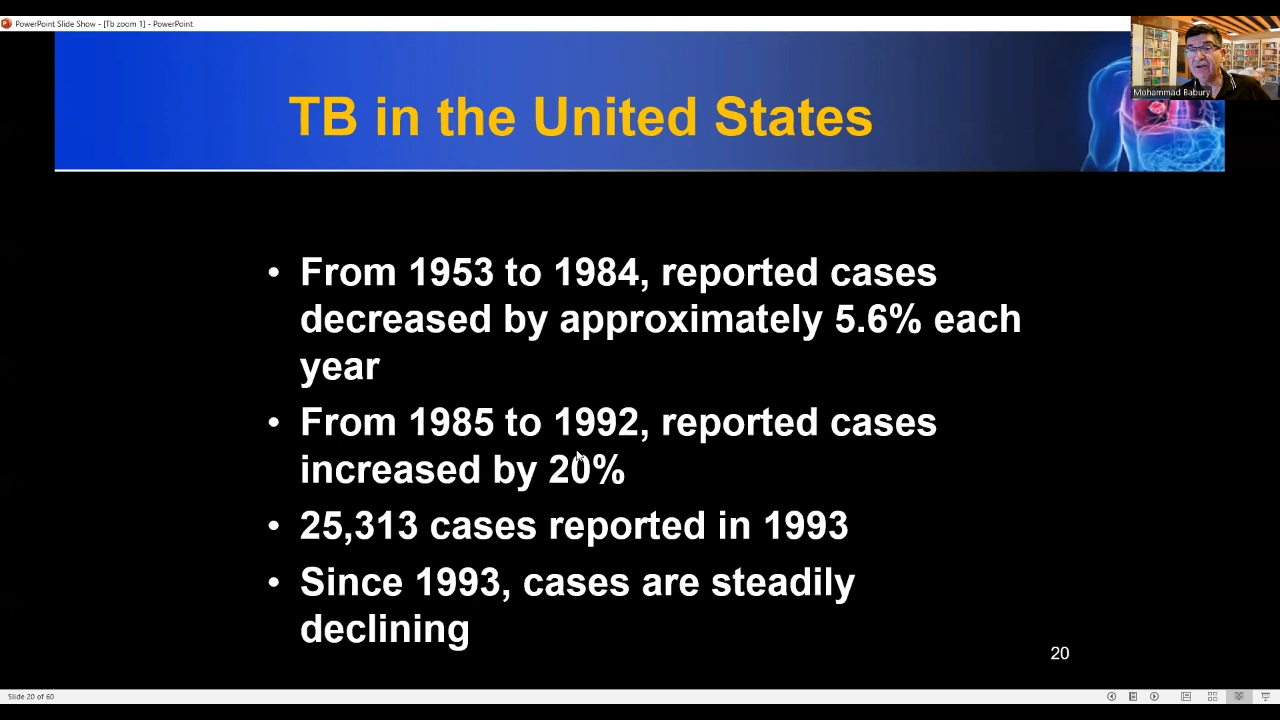 PowerPoint Slide Show - [Tb zoom 1] - PowerPoint
Mohammad Babury
TB in the United States
• From 1953 to 1984, reported cases
decreased by approximately 5.6% each
year
• From 1985 to 1992, reported cases
increased by 20%
• 25,313 cases reported in 1993
• Since 1993, cases are steadily
declining
20
Slide 20 of 60